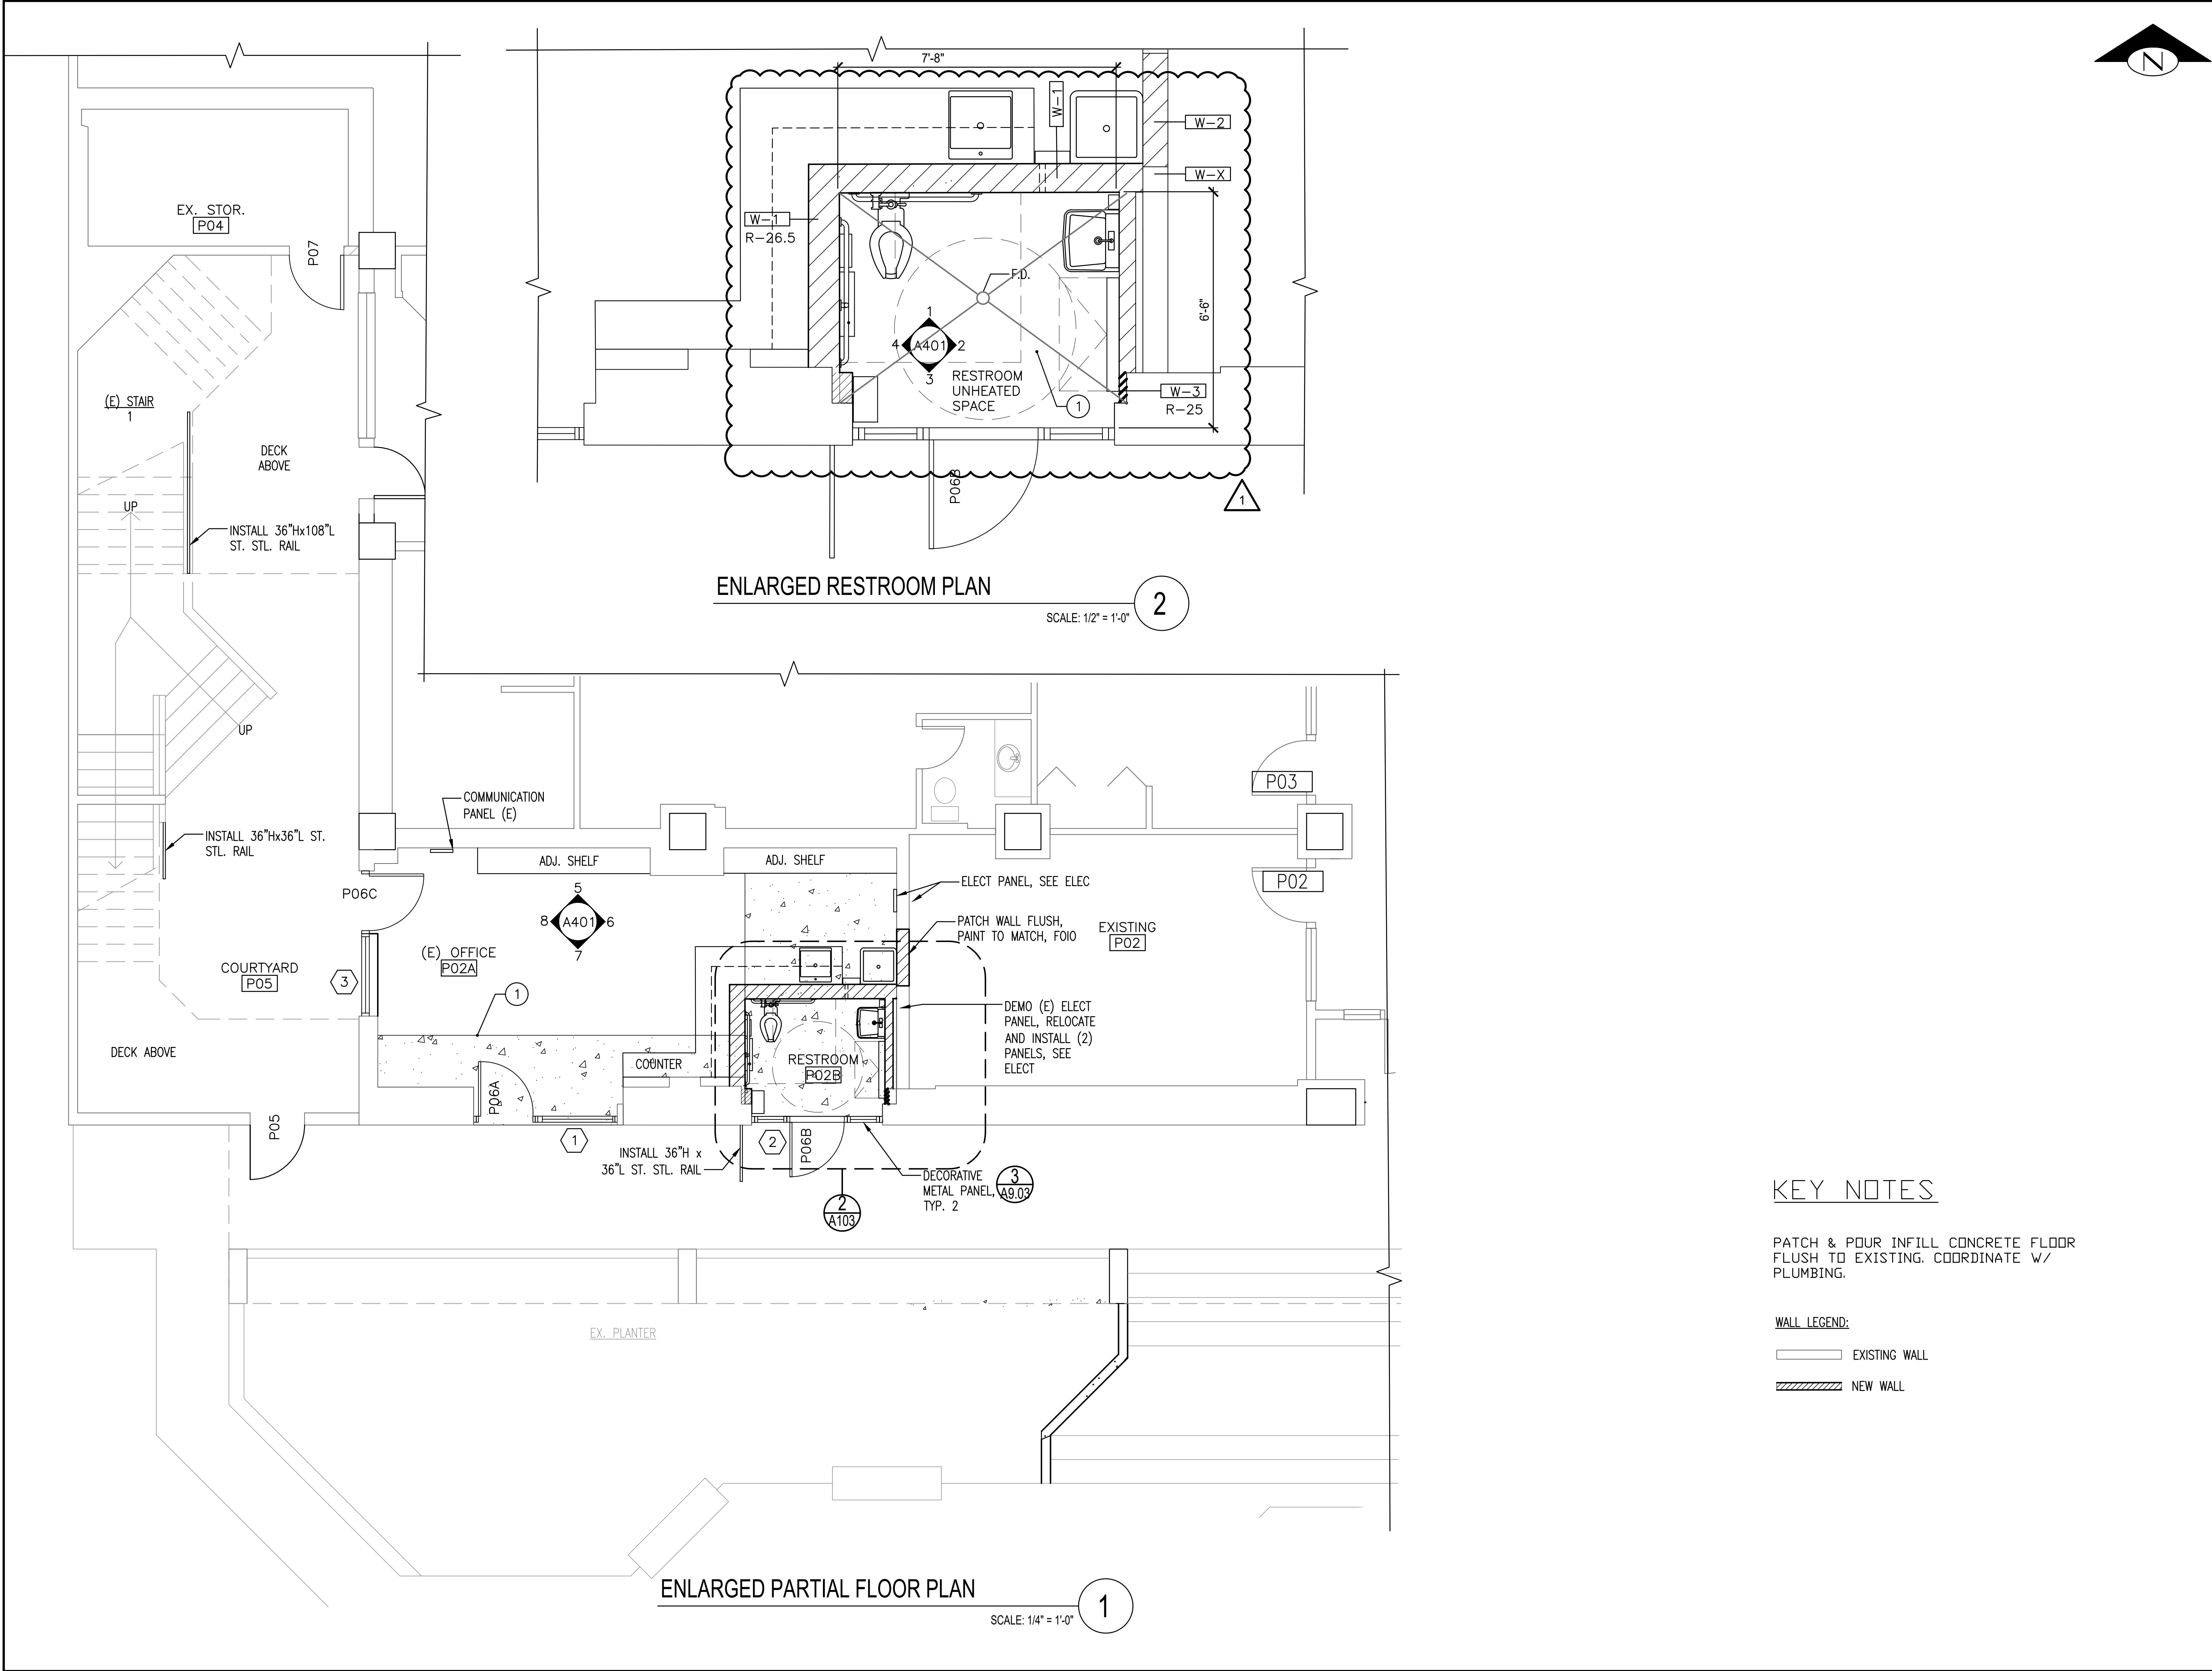 N
7'-8"
W-1
W-2
W-X
W-1
R-26.5
F.D.
6'-6"
1
4 A401 2
3
RESTROOM
UNHEATED
SPACE
1
W-3
R-25
P06B
1
ENLARGED RESTROOM PLAN
2
SCALE: 1/2" = 1'-0"
EX. STOR.
P04
P07
(E) STAIR
1
DECK
ABOVE
UP
INSTALL 36"Hx108"L
ST. STL. RAIL
UP
COMMUNICATION
PANEL (E)
INSTALL 36"Hx36"L ST.
STL. RAIL
P03
ADJ. SHELF
ADJ. SHELF
P06C
ELECT PANEL, SEE ELEC
P02
5
8 A401 6
7
PATCH WALL FLUSH,
PAINT TO MATCH, FOIO
EXISTING
P02
(E) OFFICE
P02A
COURTYARD
P05
3
1
DEMO (E) ELECT
PANEL, RELOCATE
AND INSTALL (2)
PANELS, SEE
ELECT
DECK ABOVE
COUNTER
RESTROOM
P02B
P06A
P05
1
2
P06B
INSTALL 36"H x
36"L ST. STL. RAIL
DECORATIVE
METAL PANEL,
TYP. 2
3
A9.03
2
A103
EX. PLANTER
ENLARGED PARTIAL FLOOR PLAN
1
SCALE: 1/4" = 1'-0"
KEY NOTES
PATCH & POUR INFILL CONCRETE FLOOR
FLUSH TO EXISTING. COORDINATE W/
PLUMBING.
WALL LEGEND:
EXISTING WALL
NEW WALL